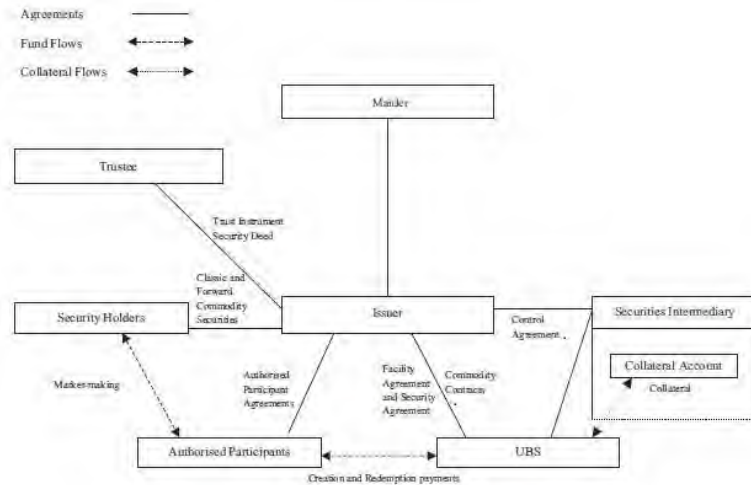 Agreements
Fund Flows
Collateral Flows
Manler
Trustee
Trust Instrument
Security Deed
Classic and
Forward
Commodity
Securities
Security Holders
Issuer
Control
Agreement
Securities Intermediary
Collateral Account
Collateral
Market-making
Authorised
Participant
Agreements
Facility
Agreement
and Security
Agreement
Commodity
Contracts
Authorised Participants
UBS
Creation and Redemption payments